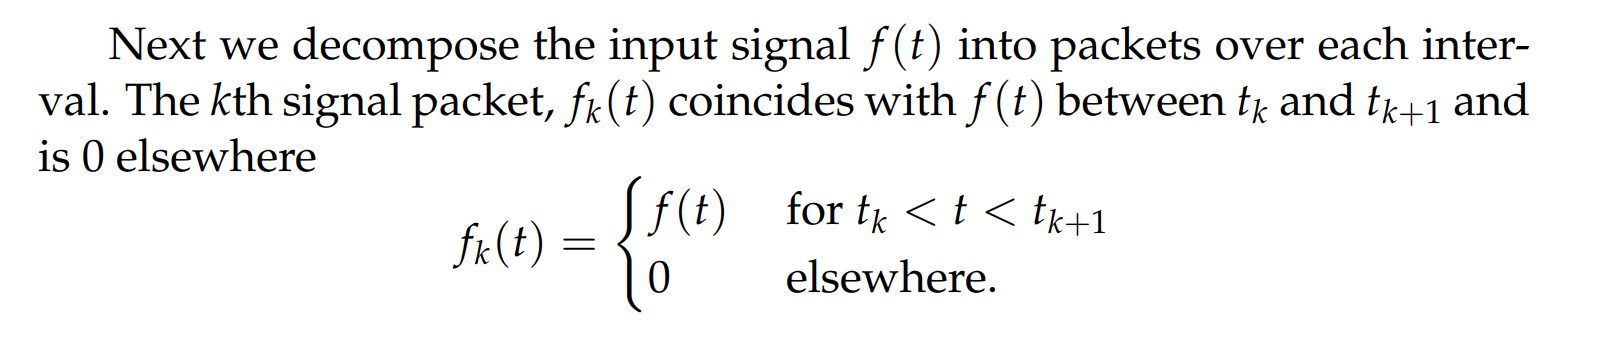 Next we decompose the input signal f(t) into packets over each inter-
val. The kth signal packet, f_k(t) coincides with f(t) between t_k and t_{k+1} and
is 0 elsewhere
f_k(t) = { f(t) for t_k < t < t_{k+1}
0 elsewhere.